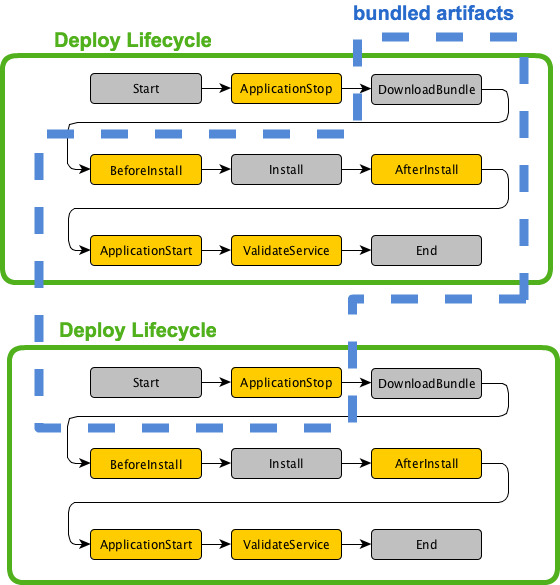 bundled artifacts
Deploy Lifecycle
Start ApplicationStop DownloadBundle
BeforeInstall Install AfterInstall
ApplicationStart ValidateService End
Deploy Lifecycle
Start ApplicationStop DownloadBundle
BeforeInstall Install AfterInstall
ApplicationStart ValidateService End